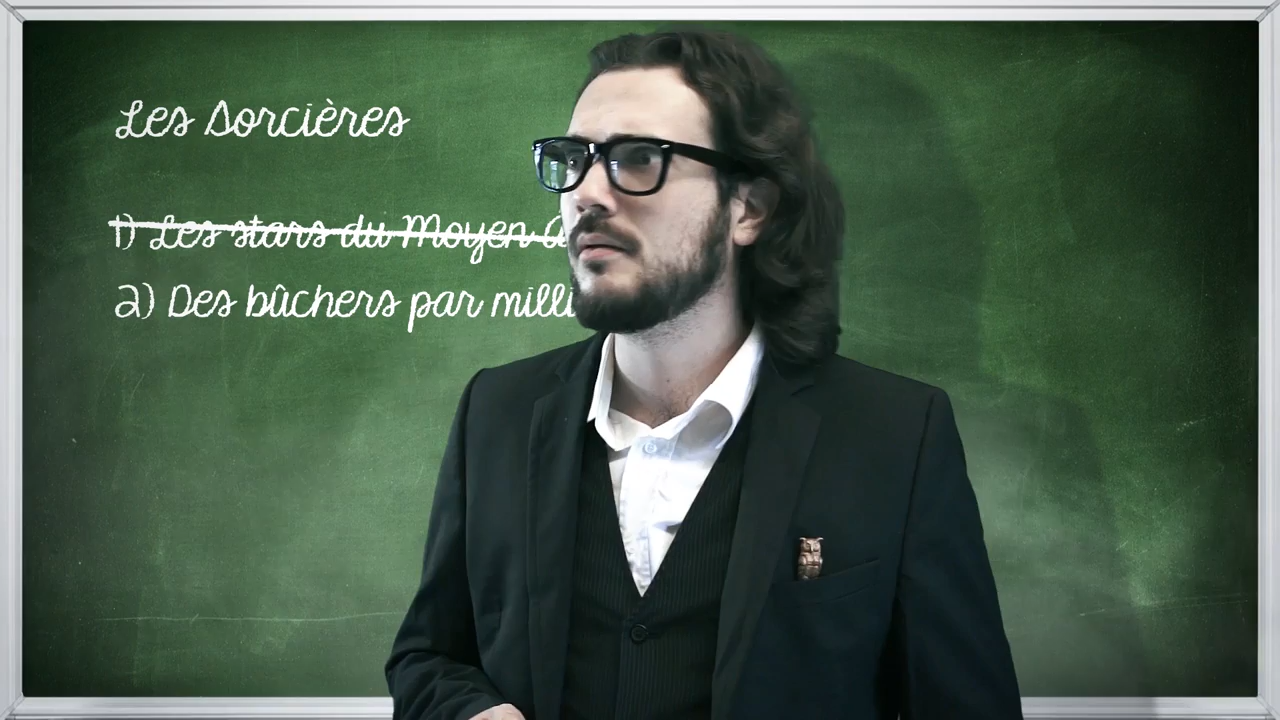 Les Sorcières
1) Les stars du Moyen
2) Des bûchers par